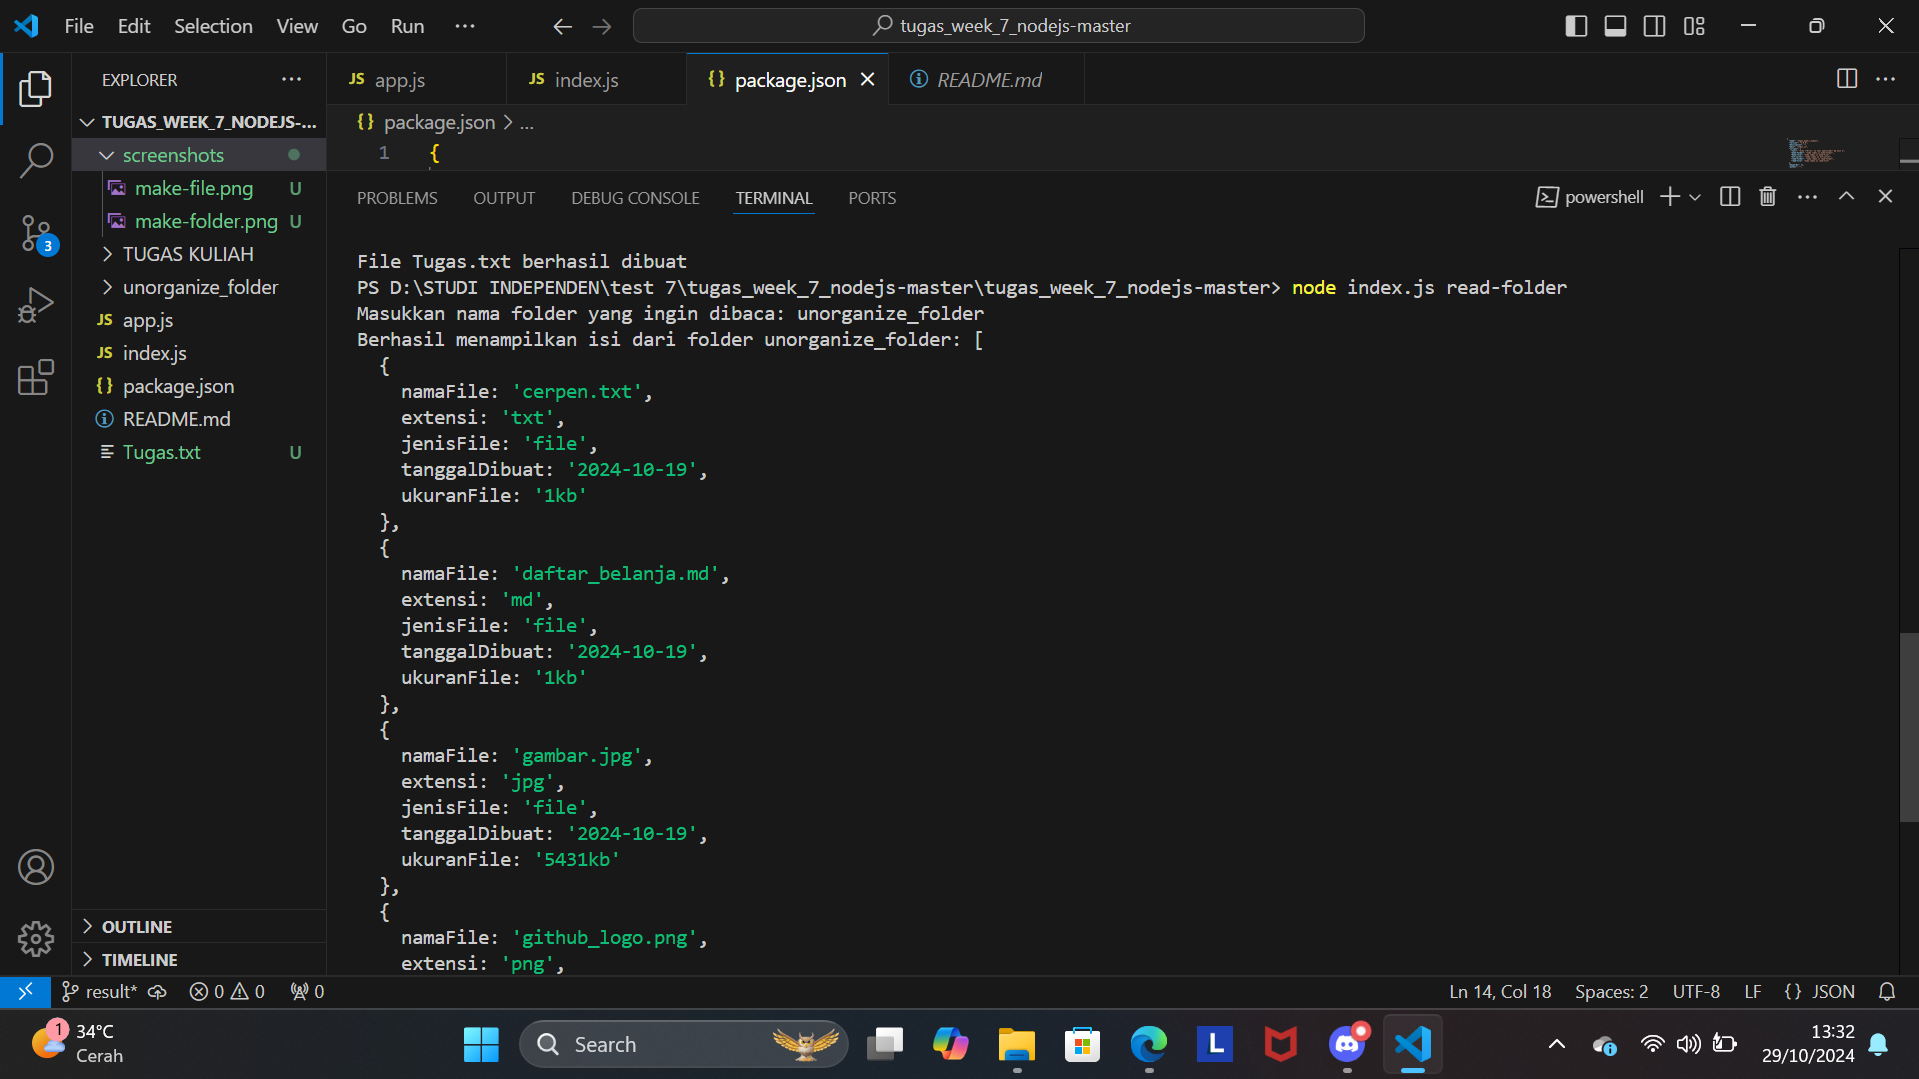 File Edit Selection View Go Run ...
tugas_week_7_nodejs-master
EXPLORER
TUGAS_WEEK_7_NODEJS-...
screenshots
make-file.png U
make-folder.png U
TUGAS KULIAH
unorganize_folder
JS app.js
JS index.js
{} package.json
README.md
Tugas.txt U
OUTLINE
TIMELINE
3
JS app.js JS index.js {} package.json README.md
{} package.json > ...
1 {
PROBLEMS OUTPUT DEBUG CONSOLE TERMINAL PORTS
powershell
File Tugas.txt berhasil dibuat
PS D:\STUDI INDEPENDEN\test 7\tugas_week_7_nodejs-master\tugas_week_7_nodejs-master> node index.js read-folder
Masukkan nama folder yang ingin dibaca: unorganize_folder
Berhasil menampilkan isi dari folder unorganize_folder: [
{
namaFile: 'cerpen.txt',
extensi: 'txt',
jenisFile: 'file',
tanggalDibuat: '2024-10-19',
ukuranFile: '1kb'
},
{
namaFile: 'daftar_belanja.md',
extensi: 'md',
jenisFile: 'file',
tanggalDibuat: '2024-10-19',
ukuranFile: '1kb'
},
{
namaFile: 'gambar.jpg',
extensi: 'jpg',
jenisFile: 'file',
tanggalDibuat: '2024-10-19',
ukuranFile: '5431kb'
},
{
namaFile: 'github_logo.png',
extensi: 'png',
result* 0 0 0 Ln 14, Col 18 Spaces: 2 UTF-8 LF {} JSON
1 34°C
Cerah
Search
L
13:32
29/10/2024